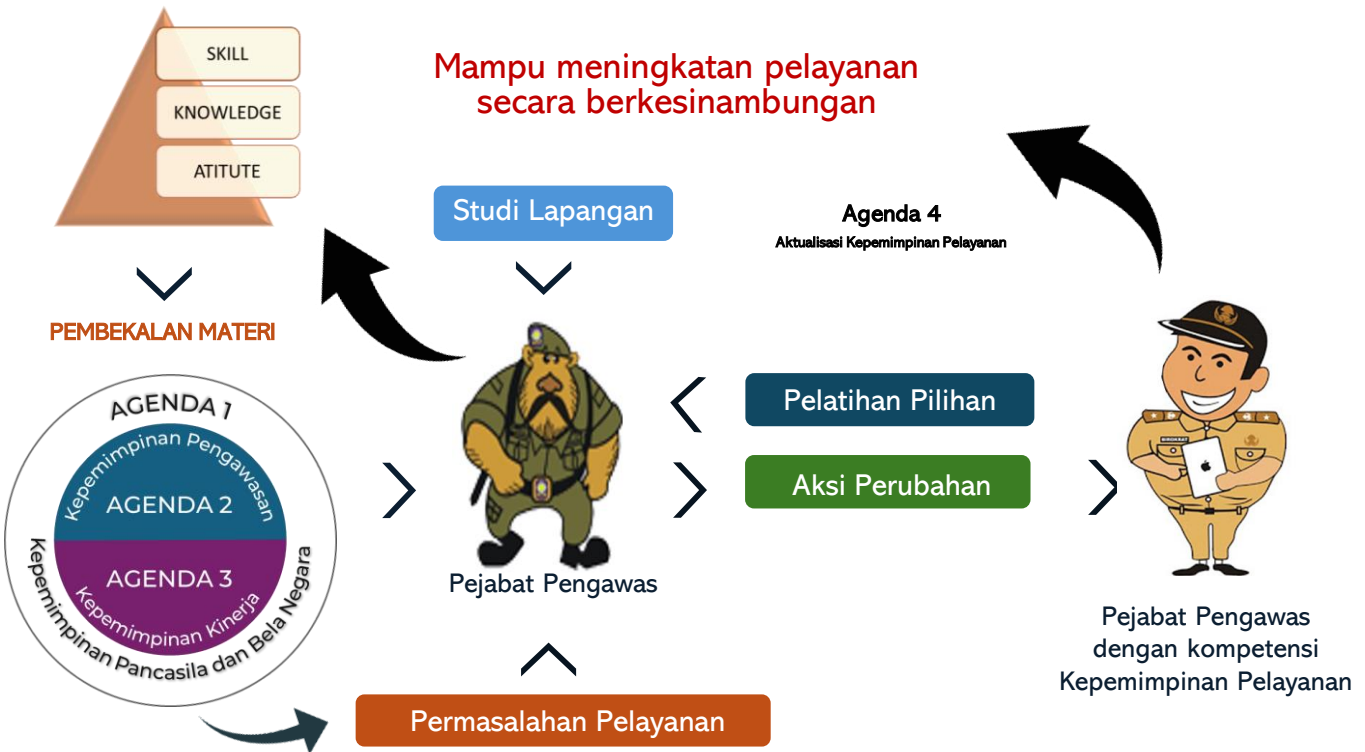 SKILL
KNOWLEDGE
ATITUTE
Mampu meningkatan pelayanan
secara berkesinambungan
Studi Lapangan
Agenda 4
Aktualisasi Kepemimpinan Pelayanan
PEMBEKALAN MATERI
AGENDA 1
Kepemimpinan Pengawasan
AGENDA 2
AGENDA 3
Kepemimpinan Kinerja
Kepemimpinan Pancasila dan Bela Negara
Pelatihan Pilihan
Aksi Perubahan
BIROKRAT
Pejabat Pengawas
Pejabat Pengawas
dengan kompetensi
Kepemimpinan Pelayanan
Permasalahan Pelayanan